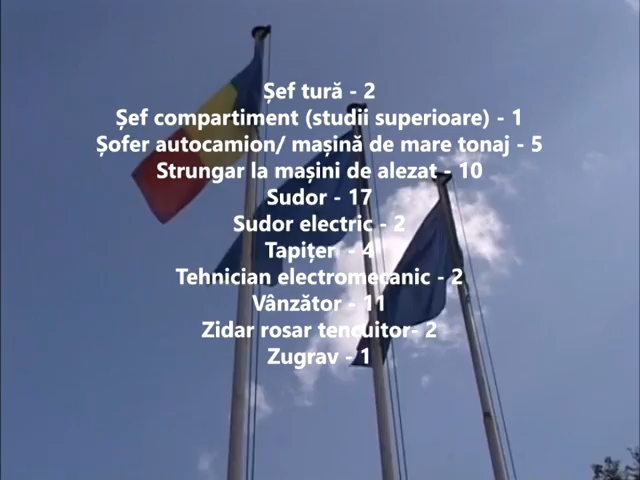 Șef tură - 2
Șef compartiment (studii superioare) - 1
Șofer autocamion/ mașină de mare tonaj - 5
Strungar la mașini de alezat - 10
Sudor - 17
Sudor electric - 2
Tapițer - 4
Tehnician electromecanic - 2
Vânzător - 11
Zidar rosar tencuitor- 2
Zugrav - 1